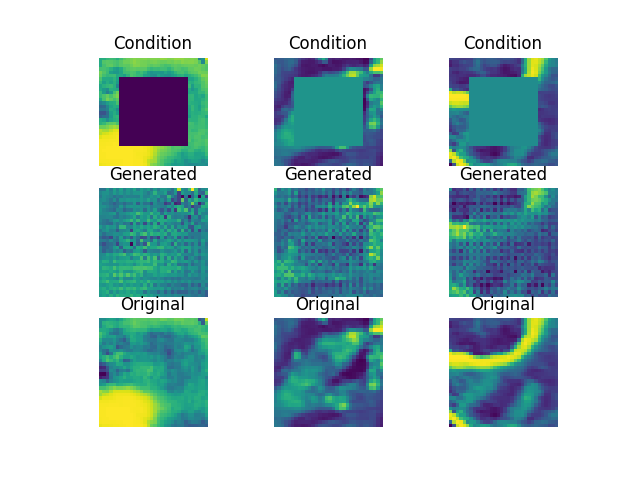 Condition Condition Condition
Generated Generated Generated
Original Original Original